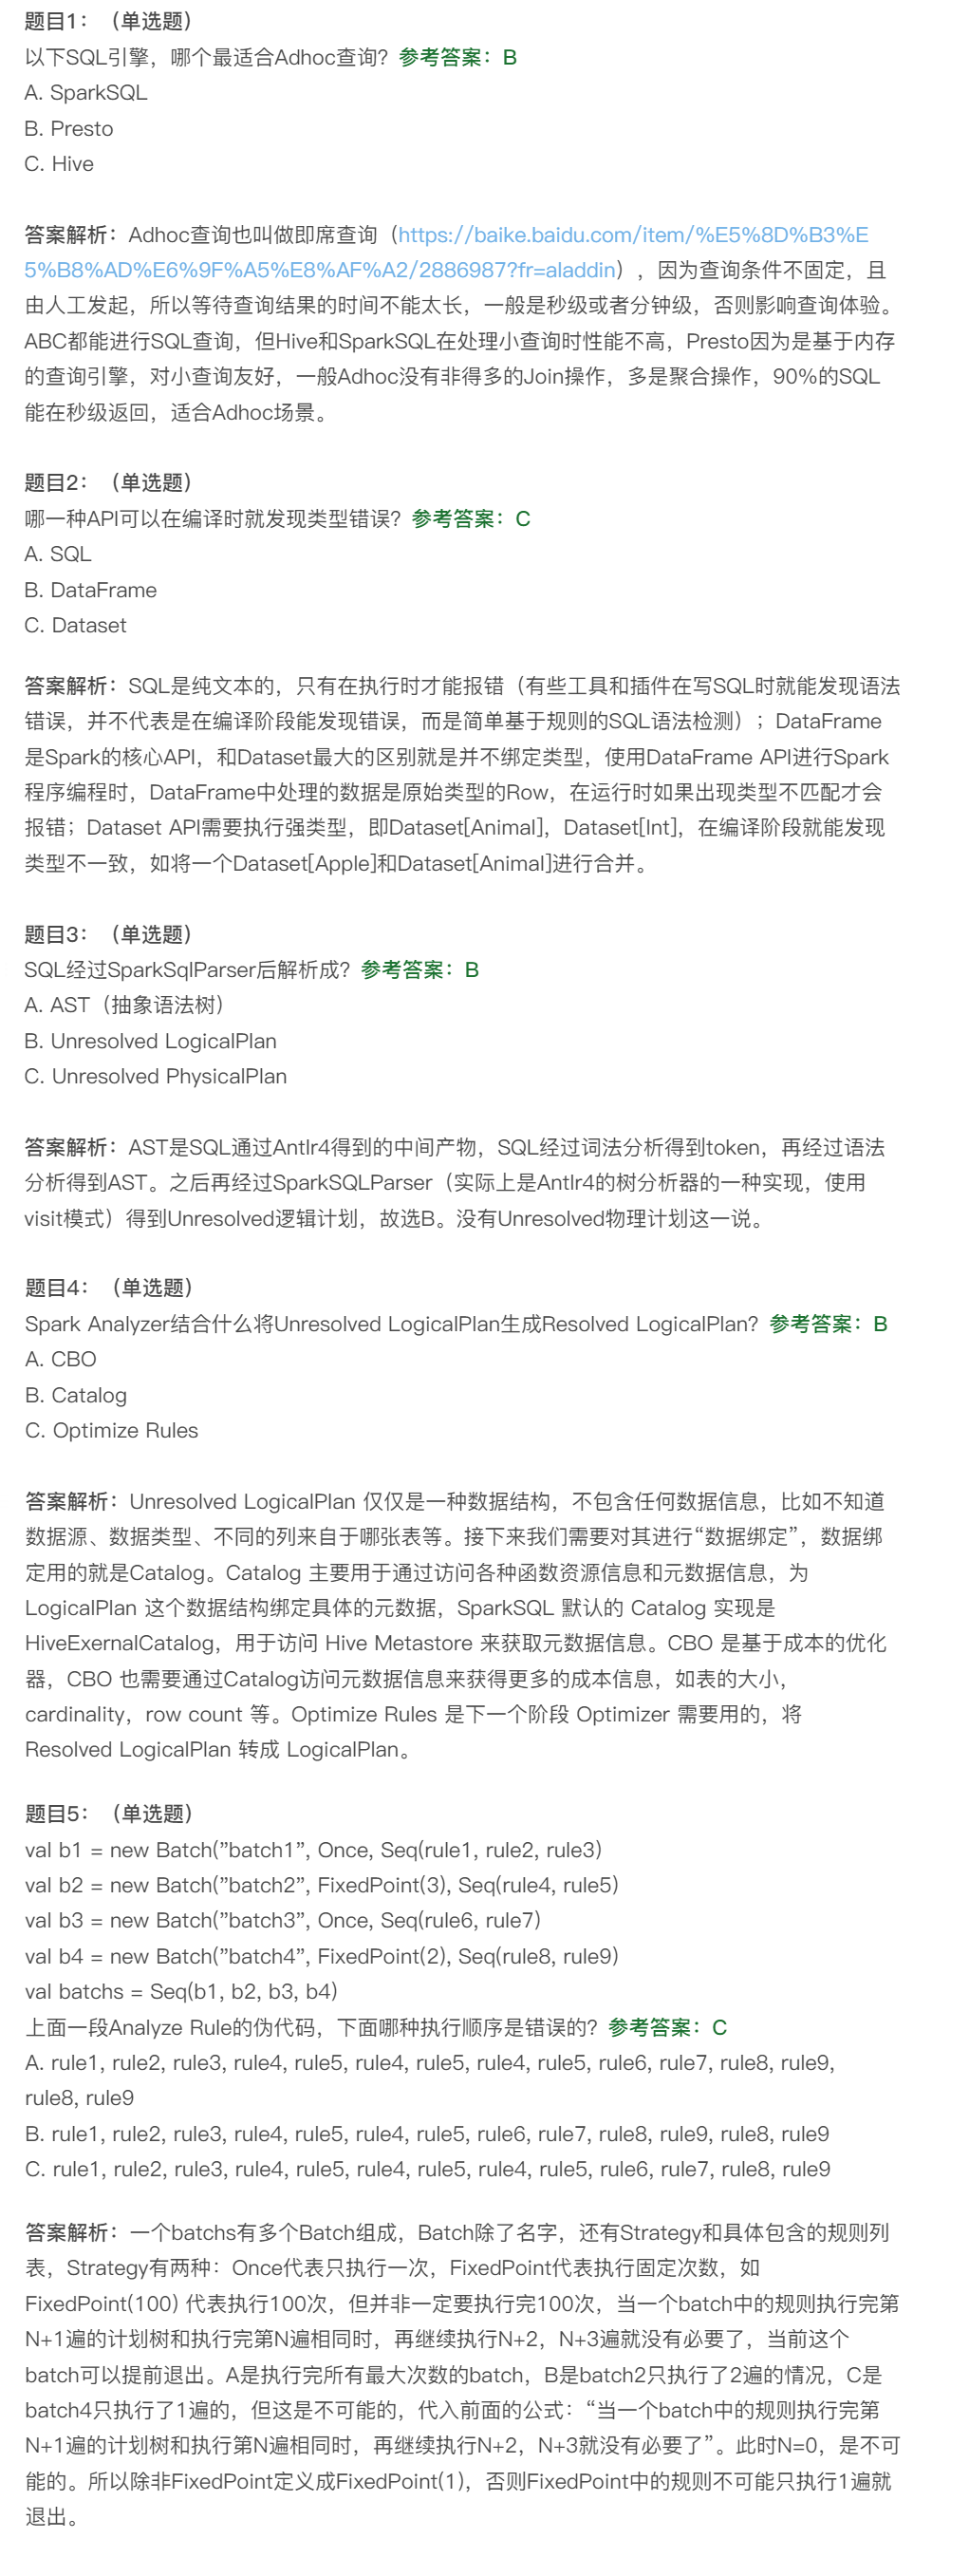 题目1：（单选题）
以下SQL引擎，哪个最适合Adhoc查询？参考答案：B
A. SparkSQL
B. Presto
C. Hive
答案解析：Adhoc查询也叫做即席查询（https://baike.baidu.com/item/%E5%8D%B3%E
5%B8%AD%E6%9F%A5%E8%AF%A2/2886987?fr=aladdin），因为查询条件不固定，且
由人工发起，所以等待查询结果的时间不能太长，一般是秒级或者分钟级，否则影响查询体验。
ABC都能进行SQL查询，但Hive和SparkSQL在处理小查询时性能不高，Presto因为是基于内存
的查询引擎，对小查询友好，一般Adhoc没有非得多的Join操作，多是聚合操作，90%的SQL
能在秒级返回，适合Adhoc场景。
题目2：（单选题）
哪一种API可以在编译时就发现类型错误？参考答案：C
A. SQL
B. DataFrame
C. Dataset
答案解析：SQL是纯文本的，只有在执行时才能报错（有些工具和插件在写SQL时就能发现语法
错误，并不代表是在编译阶段能发现错误，而是简单基于规则的SQL语法检测）；DataFrame
是Spark的核心API，和Dataset最大的区别就是并不绑定类型，使用DataFrame API进行Spark
程序编程时，DataFrame中处理的数据是原始类型的Row，在运行时如果出现类型不匹配才会
报错；Dataset API需要执行强类型，即Dataset[Animal]，Dataset[Int]，在编译阶段就能发现
类型不一致，如将一个Dataset[Apple]和Dataset[Animal]进行合并。
题目3：（单选题）
SQL经过SparkSqlParser后解析成？参考答案：B
A. AST（抽象语法树）
B. Unresolved LogicalPlan
C. Unresolved PhysicalPlan
答案解析：AST是SQL通过Antlr4得到的中间产物，SQL经过词法分析得到token，再经过语法
分析得到AST。之后再经过SparkSQLParser（实际上是Antlr4的树分析器的一种实现，使用
visit模式）得到Unresolved逻辑计划，故选B。没有Unresolved物理计划这一说。
题目4：（单选题）
Spark Analyzer结合什么将Unresolved LogicalPlan生成Resolved LogicalPlan？参考答案：B
A. CBO
B. Catalog
C. Optimize Rules
答案解析：Unresolved LogicalPlan 仅仅是一种数据结构，不包含任何数据信息，比如不知道
数据源、数据类型、不同的列来自于哪张表等。接下来我们需要对其进行“数据绑定”，数据绑
定用的就是Catalog。Catalog 主要用于通过访问各种函数资源信息和元数据信息，为
LogicalPlan 这个数据结构绑定具体的元数据，SparkSQL 默认的 Catalog 实现是
HiveExernalCatalog，用于访问 Hive Metastore 来获取元数据信息。CBO 是基于成本的优化
器，CBO 也需要通过Catalog访问元数据信息来获得更多的成本信息，如表的大小，
cardinality，row count 等。Optimize Rules 是下一个阶段 Optimizer 需要用的，将
Resolved LogicalPlan 转成 LogicalPlan。
题目5：（单选题）
val b1 = new Batch(”batch1”, Once, Seq(rule1, rule2, rule3)
val b2 = new Batch(”batch2”, FixedPoint(3), Seq(rule4, rule5)
val b3 = new Batch(”batch3”, Once, Seq(rule6, rule7)
val b4 = new Batch(”batch4”, FixedPoint(2), Seq(rule8, rule9)
val batchs = Seq(b1, b2, b3, b4)
上面一段Analyze Rule的伪代码，下面哪种执行顺序是错误的？参考答案：C
A. rule1, rule2, rule3, rule4, rule5, rule4, rule5, rule4, rule5, rule6, rule7, rule8, rule9,
rule8, rule9
B. rule1, rule2, rule3, rule4, rule5, rule4, rule5, rule6, rule7, rule8, rule9, rule8, rule9
C. rule1, rule2, rule3, rule4, rule5, rule4, rule5, rule4, rule5, rule6, rule7, rule8, rule9
答案解析：一个batchs有多个Batch组成，Batch除了名字，还有Strategy和具体包含的规则列
表，Strategy有两种：Once代表只执行一次，FixedPoint代表执行固定次数，如
FixedPoint(100) 代表执行100次，但并非一定要执行完100次，当一个batch中的规则执行完第
N+1遍的计划树和执行完第N遍相同时，再继续执行N+2，N+3遍就没有必要了，当前这个
batch可以提前退出。A是执行完所有最大次数的batch，B是batch2只执行了2遍的情况，C是
batch4只执行了1遍的，但这是不可能的，代入前面的公式：“当一个batch中的规则执行完第
N+1遍的计划树和执行第N遍相同时，再继续执行N+2，N+3就没有必要了”。此时N=0，是不可
能的。所以除非FixedPoint定义成FixedPoint(1)，否则FixedPoint中的规则不可能只执行1遍就
退出。